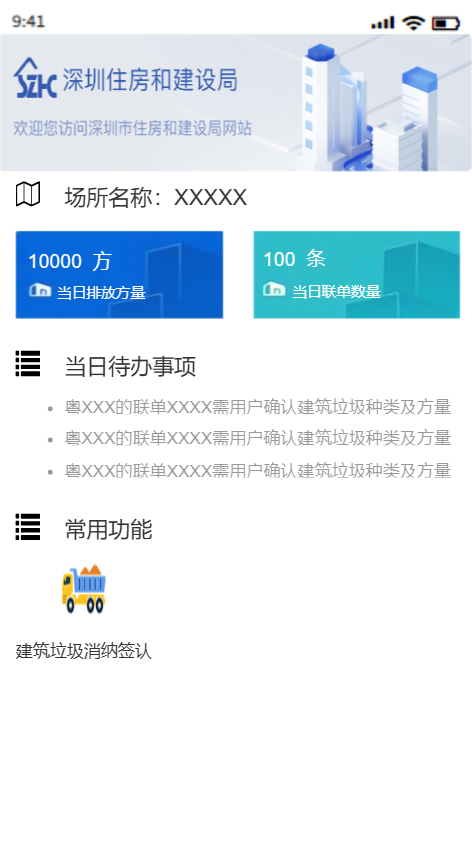 9:41
SZHC 深圳住房和建设局
欢迎您访问深圳市住房和建设局网站
场所名称：XXXXX
10000 方
当日排放方量
100 条
当日联单数量
当日待办事项
粤XXX的联单XXXX需用户确认建筑垃圾种类及方量
粤XXX的联单XXXX需用户确认建筑垃圾种类及方量
粤XXX的联单XXXX需用户确认建筑垃圾种类及方量
常用功能
建筑垃圾消纳签认